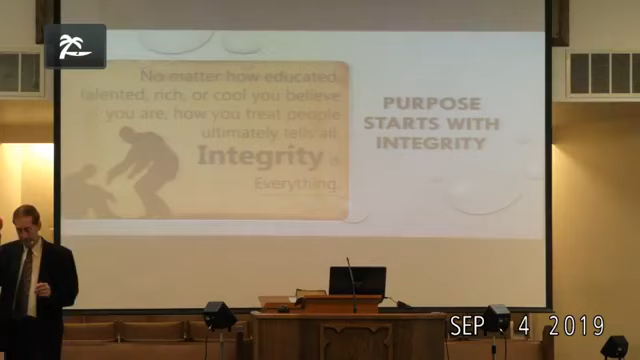 No matter how educated,
talented, rich, or cool you believe
you are, how you treat people
ultimately tells all.
Integrity is
Everything.
PURPOSE
STARTS WITH
INTEGRITY
SEP 4 2019